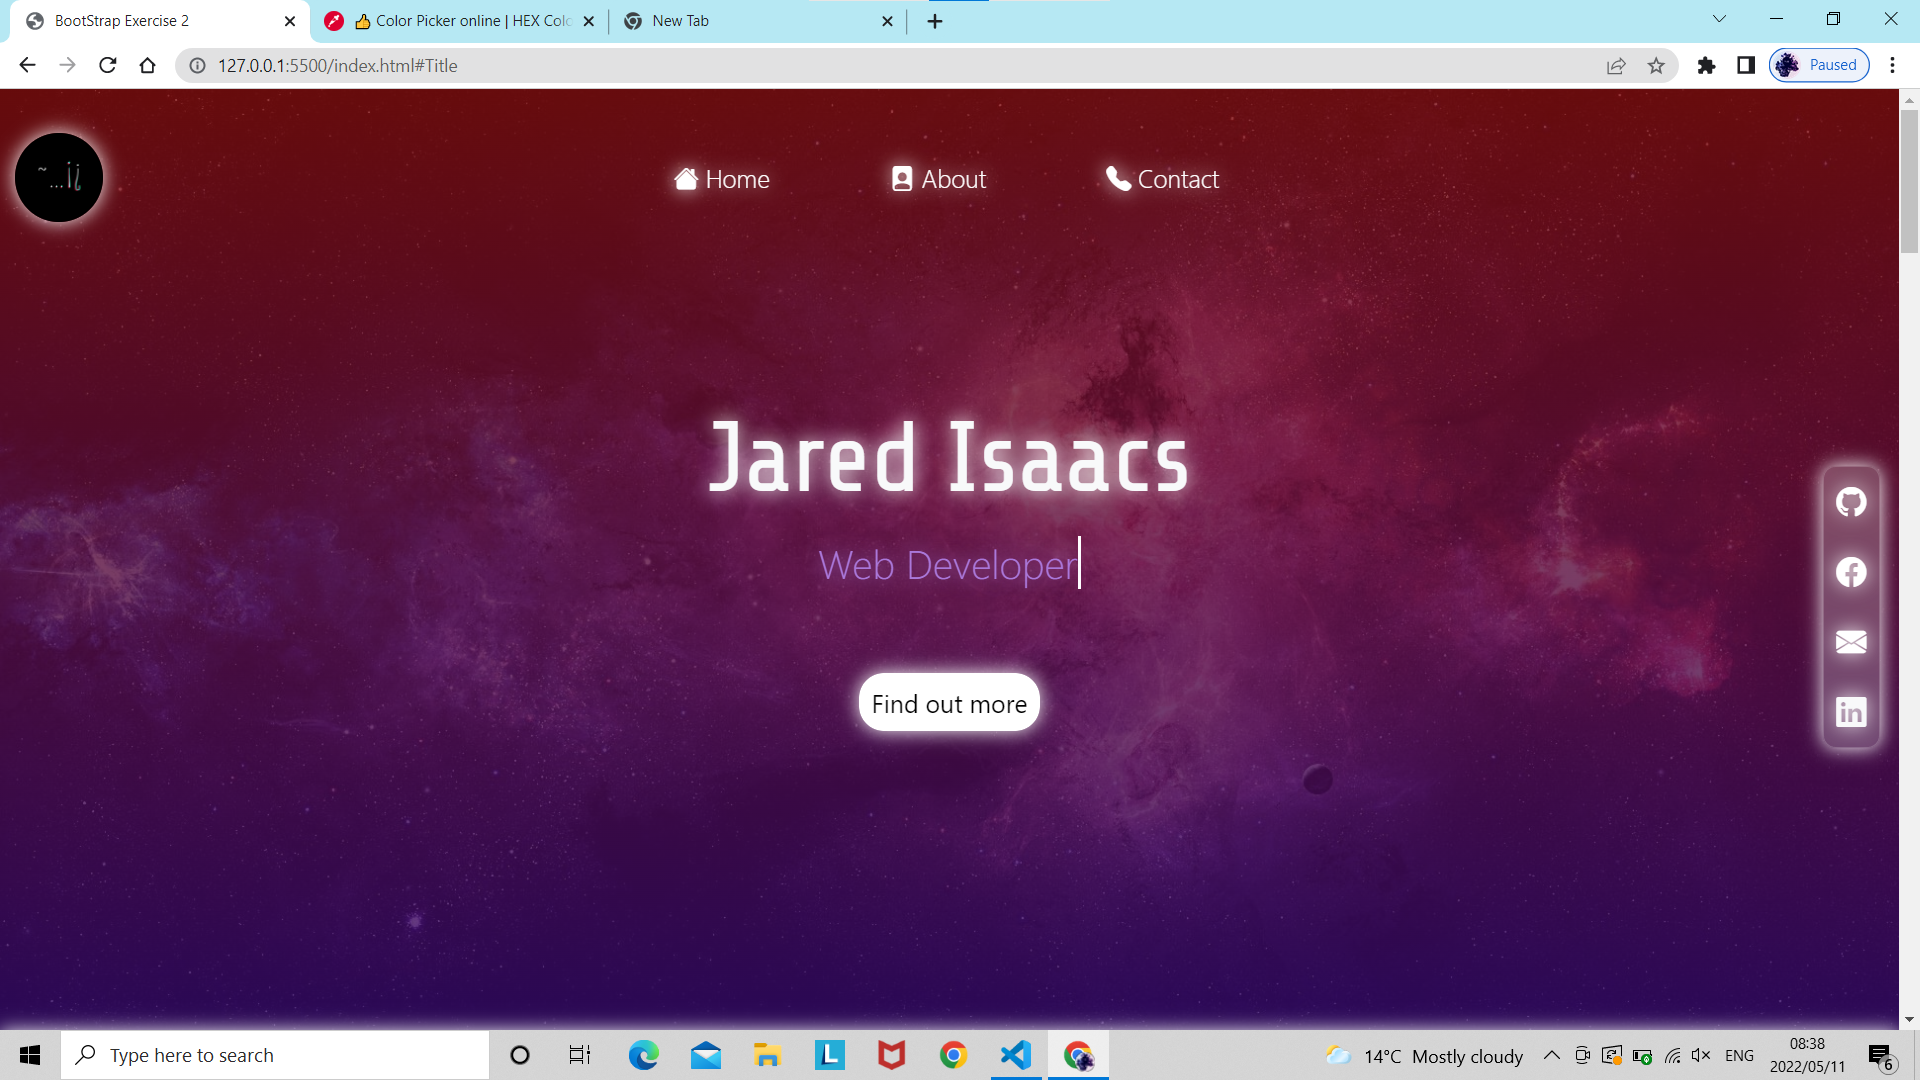 BootStrap Exercise 2
👍 Color Picker online | HEX Colo
New Tab
127.0.0.1:5500/index.html#Title
Paused
~...i¡
Home
About
Contact
Jared Isaacs
Web Developer
Find out more
Type here to search
L
14°C Mostly cloudy
ENG
08:38
2022/05/11
6